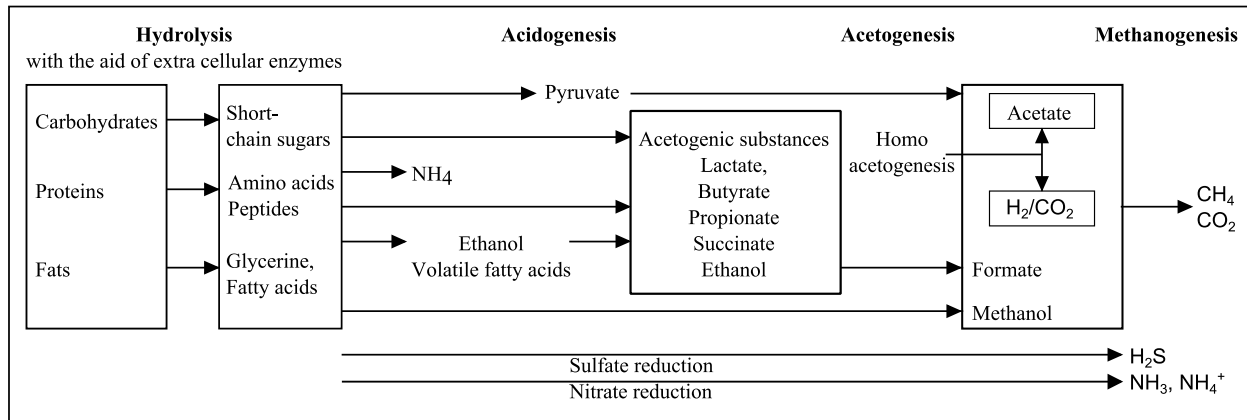 Hydrolysis
with the aid of extra cellular enzymes
Acidogenesis
Acetogenesis
Methanogenesis
Carbohydrates
Proteins
Fats
Short-
chain sugars
Amino acids
Peptides
Glycerine,
Fatty acids
Pyruvate
NH4
Ethanol
Volatile fatty acids
Acetogenic substances
Lactate,
Butyrate
Propionate
Succinate
Ethanol
Homo
acetogenesis
Acetate
H₂/CO₂
Formate
Methanol
CH₄
CO₂
Sulfate reduction
H₂S
Nitrate reduction
NH₃, NH₄⁺